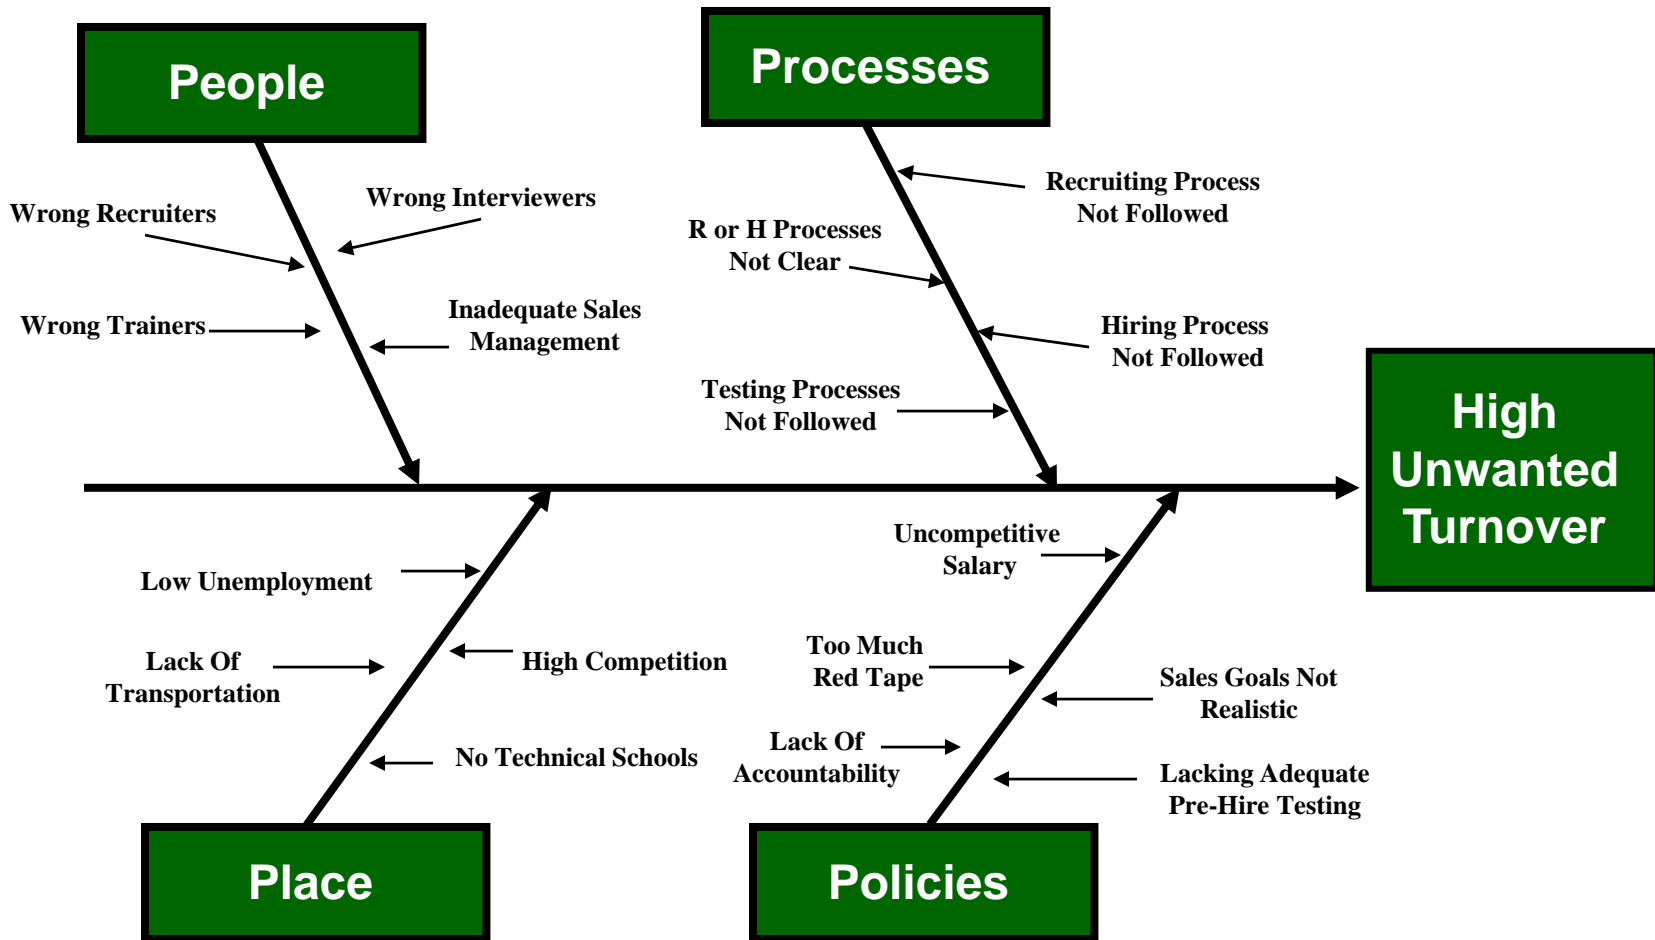 People
Processes
Wrong Recruiters
Wrong Interviewers
Wrong Trainers
Inadequate Sales
Management
Recruiting Process
Not Followed
R or H Processes
Not Clear
Hiring Process
Not Followed
Testing Processes
Not Followed
High
Unwanted
Turnover
Low Unemployment
Lack Of
Transportation
High Competition
No Technical Schools
Uncompetitive
Salary
Too Much
Red Tape
Sales Goals Not
Realistic
Lack Of
Accountability
Lacking Adequate
Pre-Hire Testing
Place
Policies